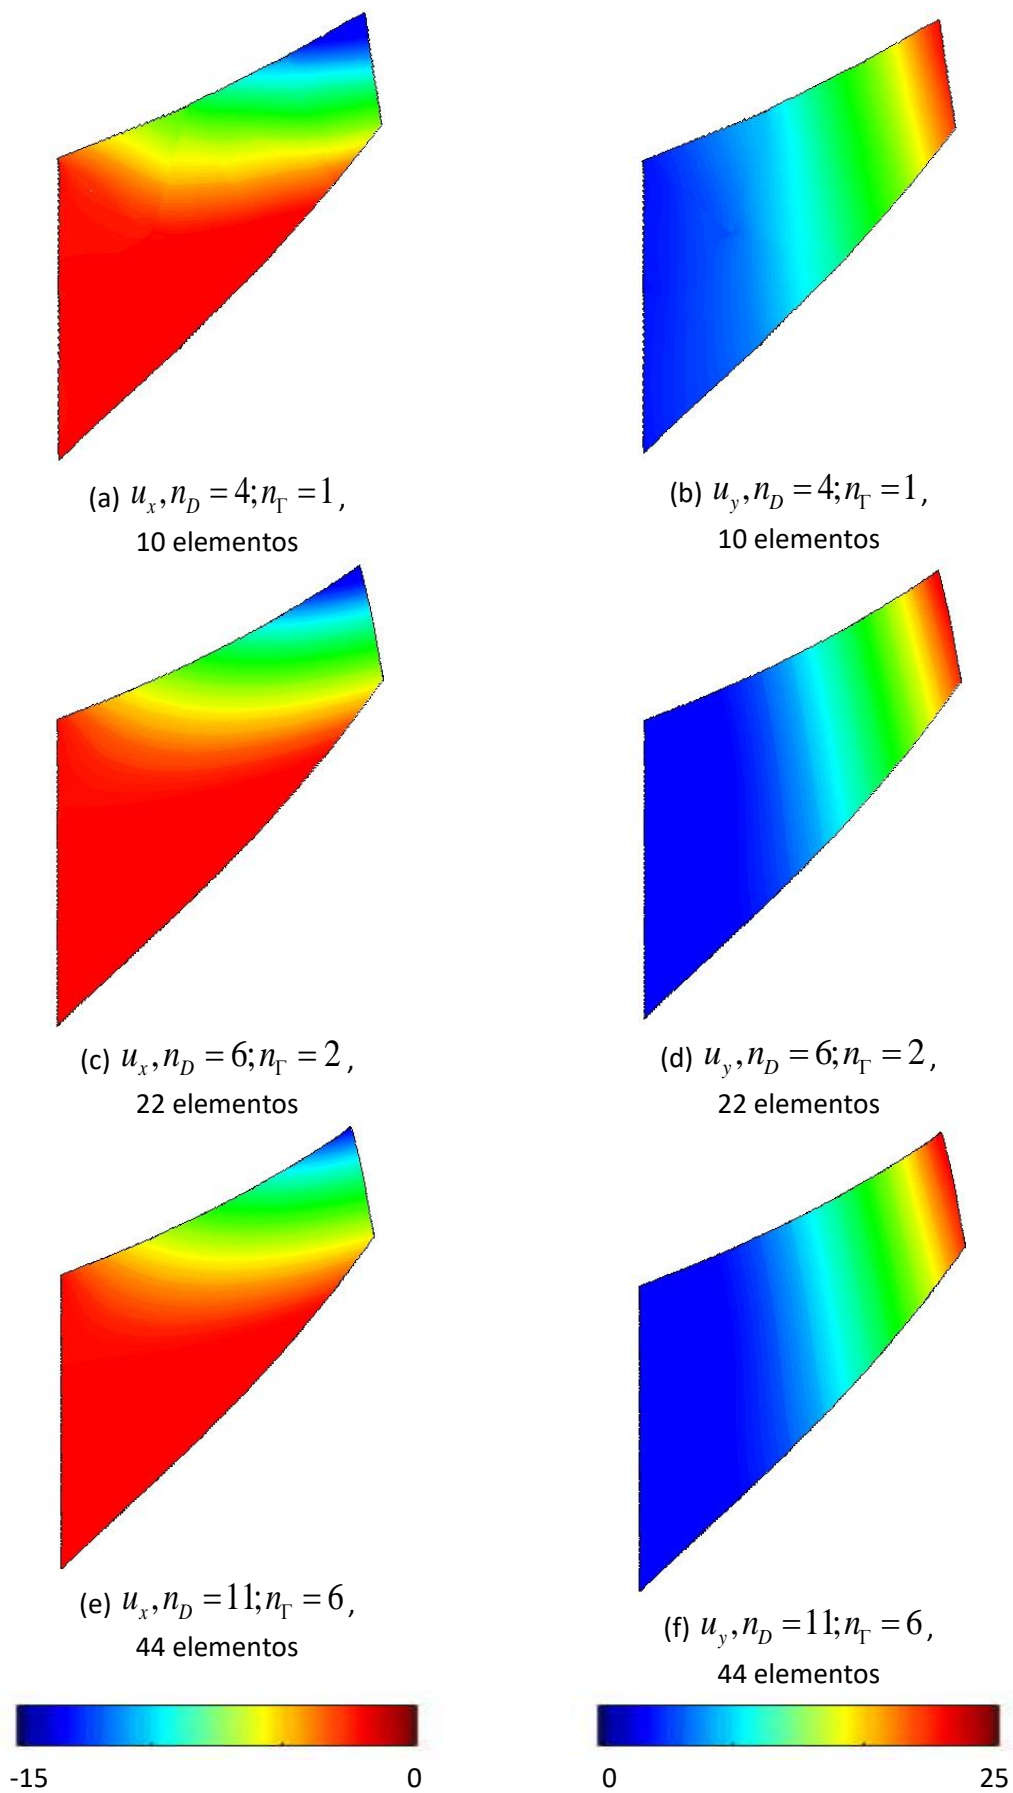 (a) u_x, n_D = 4; n_Γ = 1,
10 elementos
(b) u_y, n_D = 4; n_Γ = 1,
10 elementos
(c) u_x, n_D = 6; n_Γ = 2,
22 elementos
(d) u_y, n_D = 6; n_Γ = 2,
22 elementos
(e) u_x, n_D = 11; n_Γ = 6,
44 elementos
(f) u_y, n_D = 11; n_Γ = 6,
44 elementos
-15 0
0 25